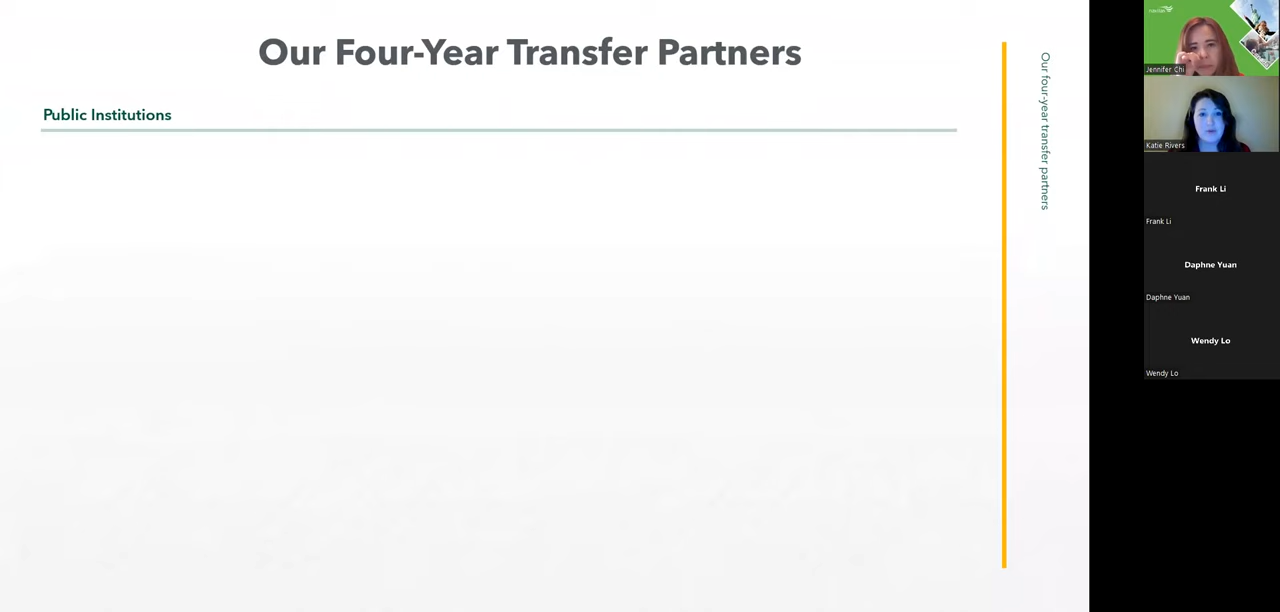 Our Four-Year Transfer Partners
Public Institutions
Our four-year transfer partners
Jennifer Chi
Katie Rivers
Frank Li
Frank Li
Daphne Yuan
Daphne Yuan
Wendy Lo
Wendy Lo